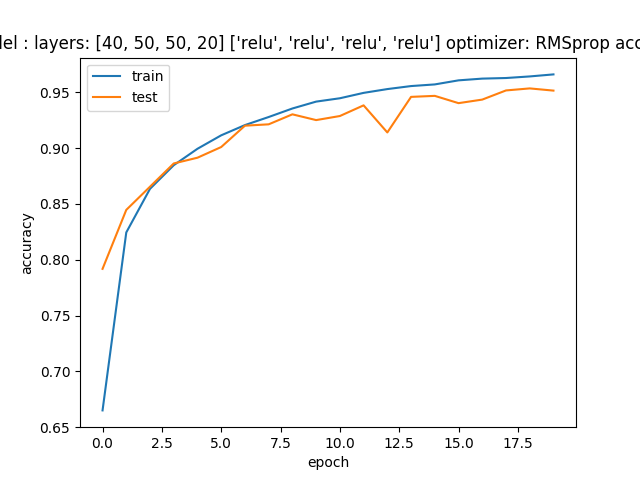 layers: [40, 50, 50, 20] ['relu', 'relu', 'relu', 'relu'] optimizer: RMSprop
train
test
accuracy
0.95
0.90
0.85
0.80
0.75
0.70
0.65
0.0 2.5 5.0 7.5 10.0 12.5 15.0 17.5
epoch